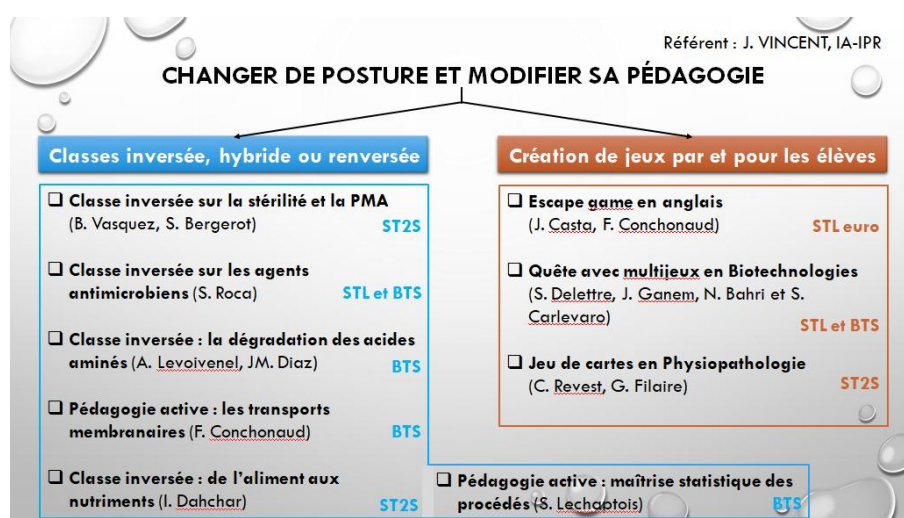 Référent : J. VINCENT, IA-IPR
CHANGER DE POSTURE ET MODIFIER SA PÉDAGOGIE
Classes inversée, hybride ou renversée
Classe inversée sur la stérilité et la PMA
(B. Vasquez, S. Bergerot)
ST2S
Classe inversée sur les agents
antimicrobiens (S. Roca)
STL et BTS
Classe inversée : la dégradation des acides
aminés (A. Levoivenel, JM. Diaz)
BTS
Pédagogie active : les transports
membranaires (F. Conchonaud)
BTS
Classe inversée : de l'aliment aux
nutriments (I. Dahchar)
ST2S
Pédagogie active : maîtrise statistique des
procédés (S. Lechaptois)
BTS
Création de jeux par et pour les élèves
Escape game en anglais
(J. Casta, F. Conchonaud)
STL euro
Quête avec multijeux en Biotechnologies
(S. Delettre, J. Ganem, N. Bahri et S.
Carlevaro)
STL et BTS
Jeu de cartes en Physiopathologie
(C. Revest, G. Filaire)
ST2S